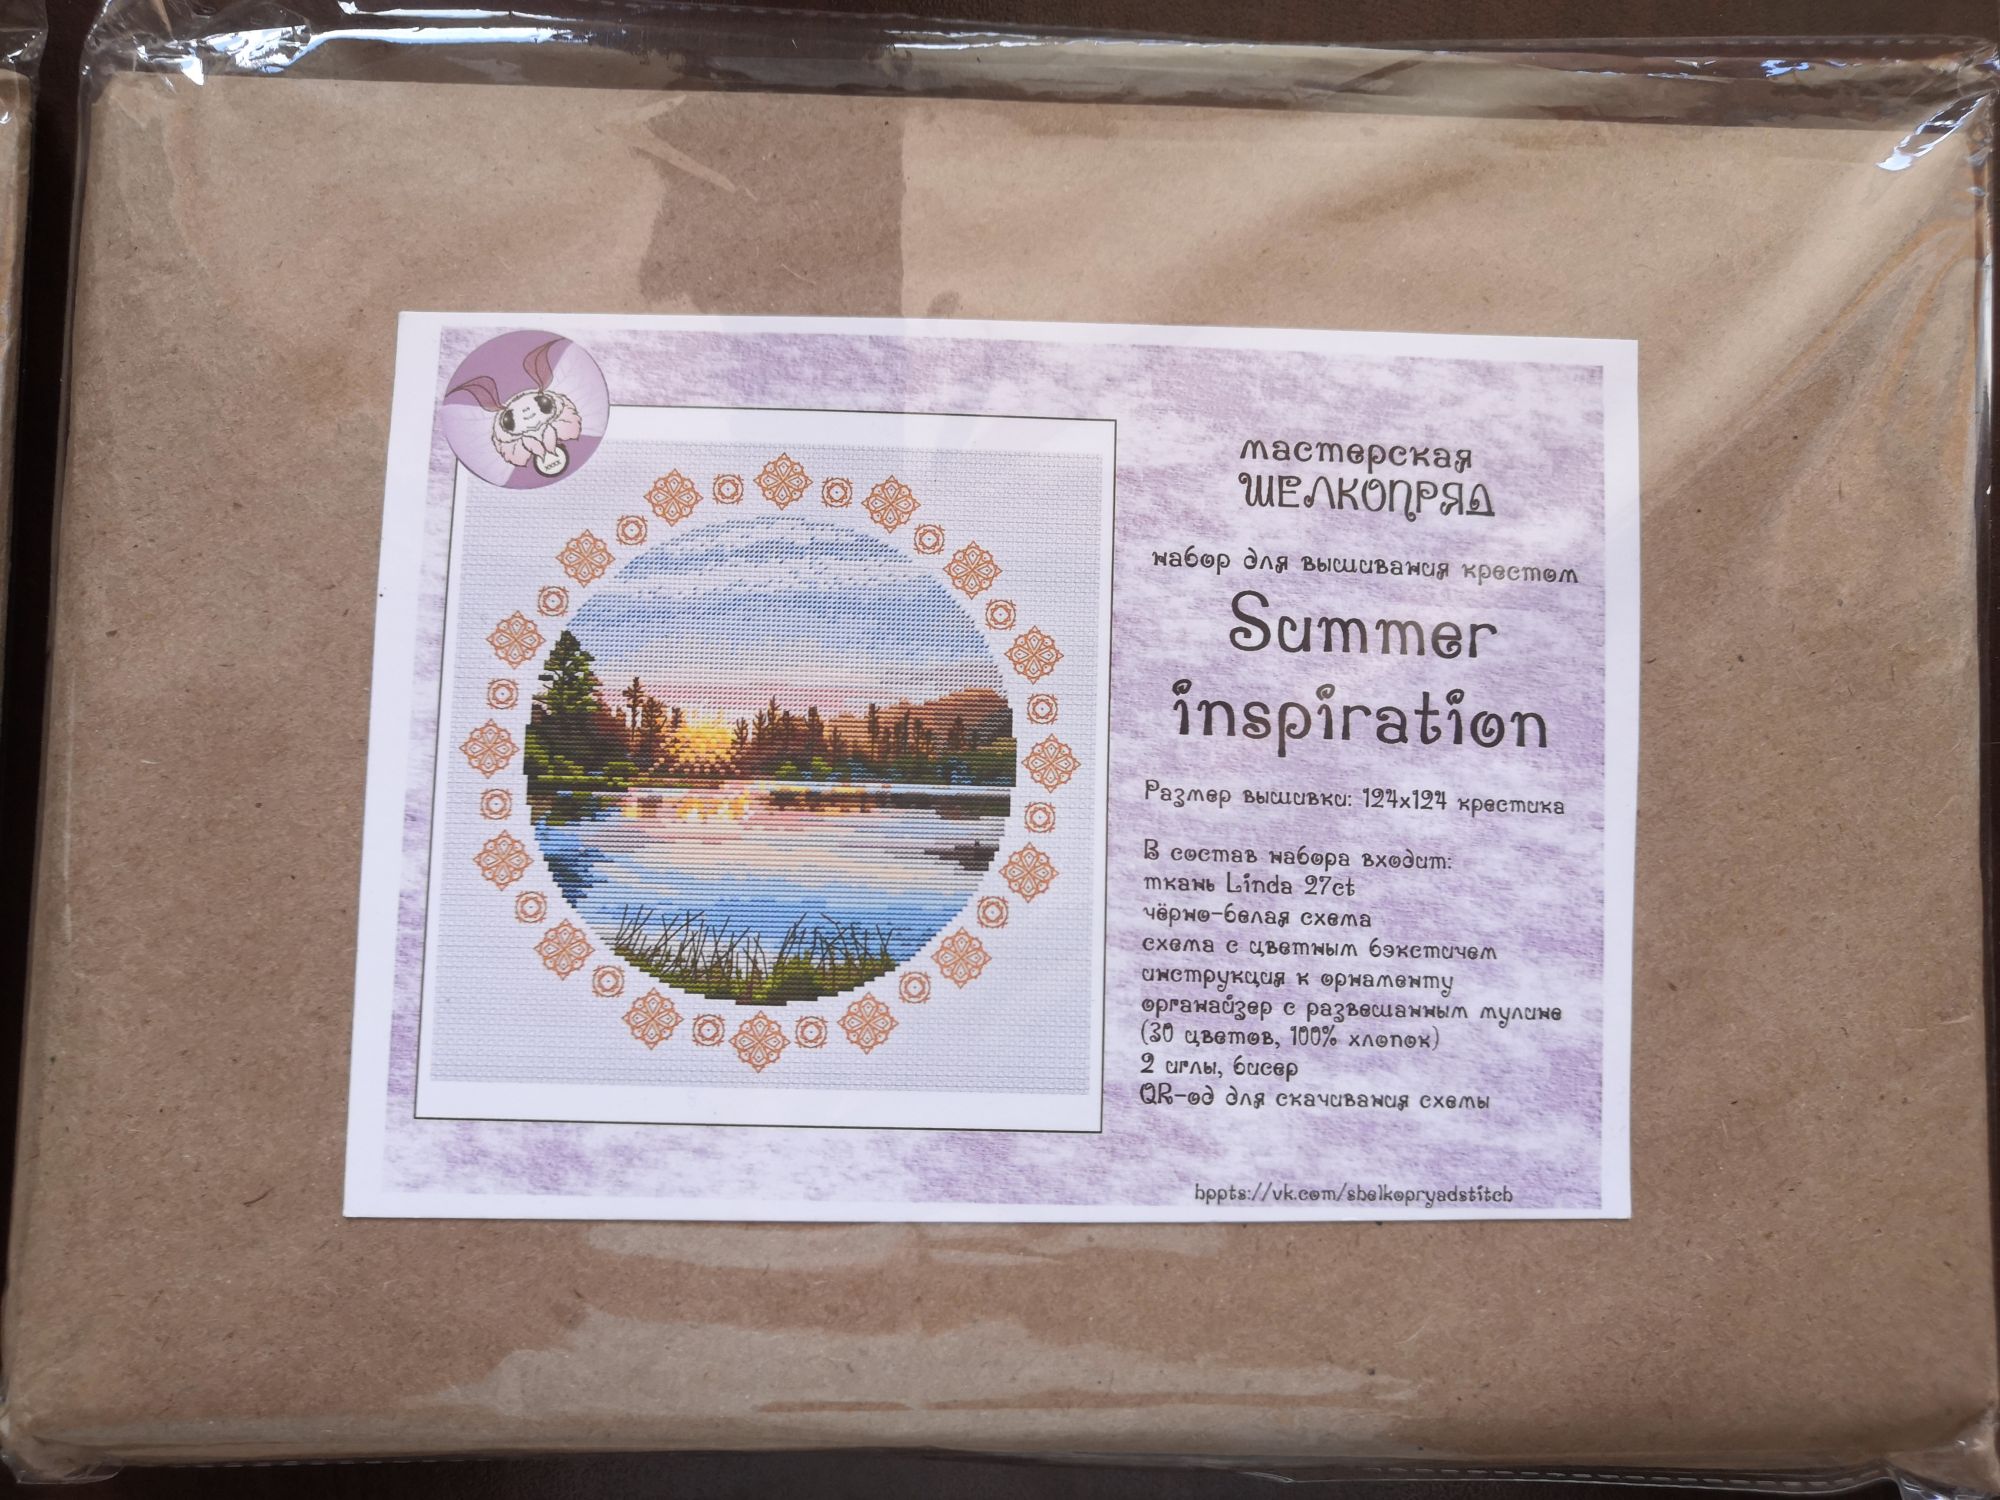 мастерская
ШЕЛКОПРЯД
набор для вышивания крестом
Summer
inspiration
Размер вышивки: 124x124 крестика
В состав набора входит:
ткань Linda 27ct
чёрно-белая схема
схема с цветным бэкстичем
инструкция к орнаменту
органайзер с развешанным мулине
(30 цветов, 100% хлопок)
2 иглы, бисер
QR-од для скачивания схемы
hppts://vk.com/shelkopryadstitch
xxxx